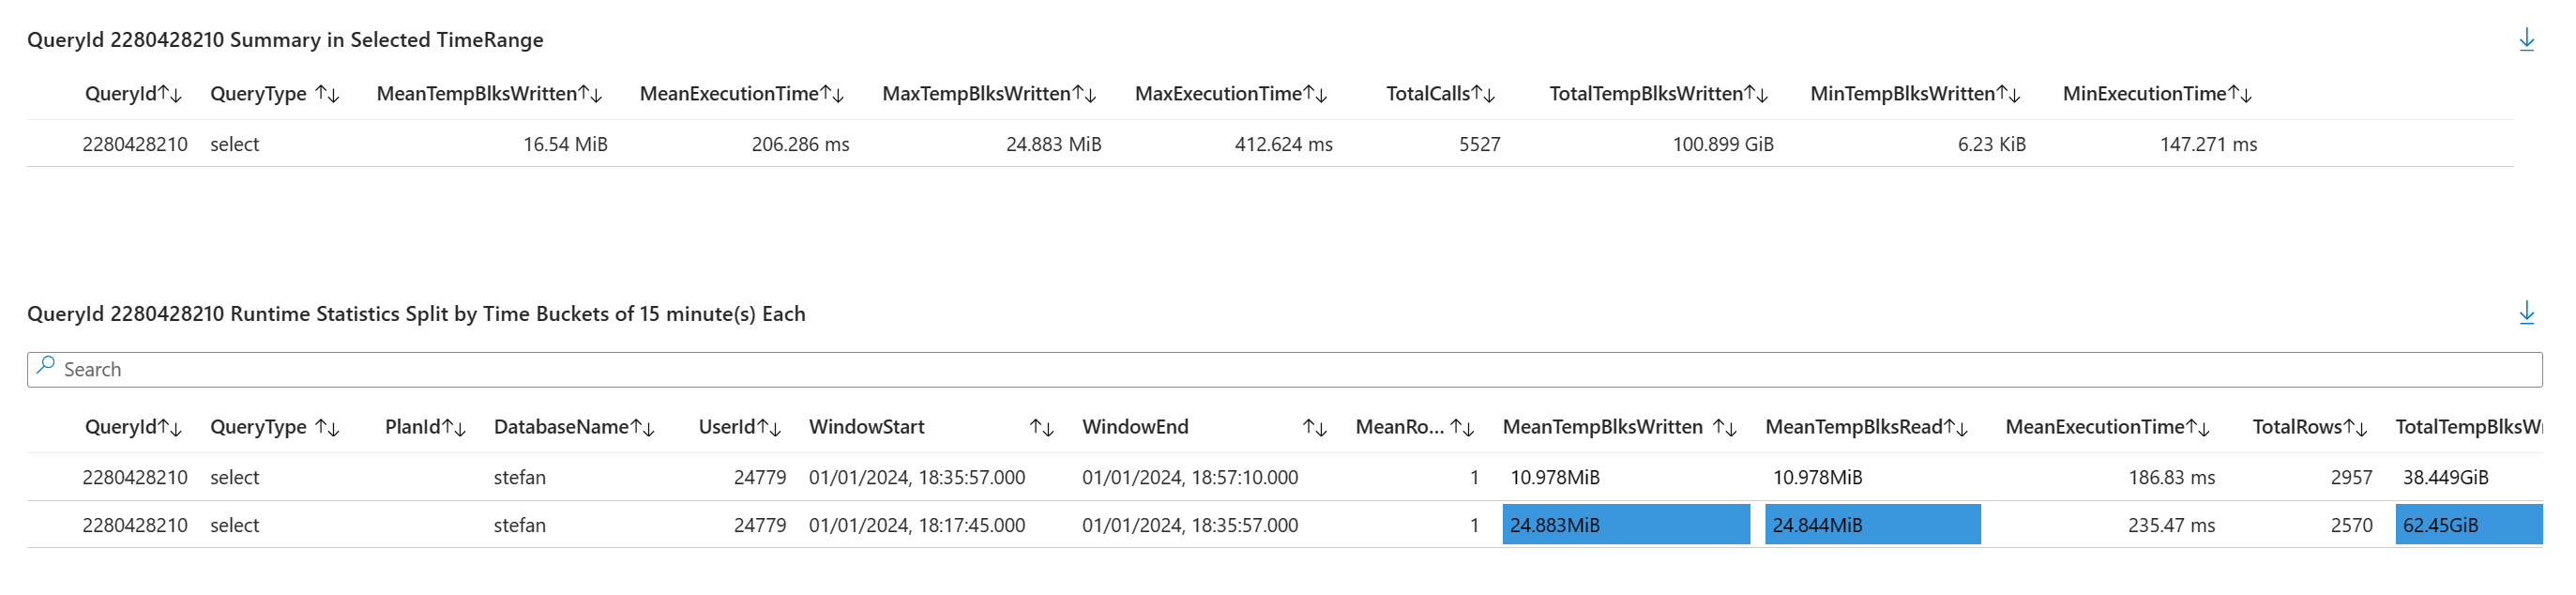 QueryId 2280428210 Summary in Selected TimeRange
QueryId↑↓ QueryType ↑↓ MeanTempBlksWritten↑↓ MeanExecutionTime↑↓ MaxTempBlksWritten↑↓ MaxExecutionTime↑↓ TotalCalls↑↓ TotalTempBlksWritten↑↓ MinTempBlksWritten↑↓ MinExecutionTime↑↓
2280428210 select 16.54 MiB 206.286 ms 24.883 MiB 412.624 ms 5527 100.899 GiB 6.23 KiB 147.271 ms
QueryId 2280428210 Runtime Statistics Split by Time Buckets of 15 minute(s) Each
Search
QueryId↑↓ QueryType ↑↓ PlanId↑↓ DatabaseName↑↓ UserId↑↓ WindowStart ↑↓ WindowEnd ↑↓ MeanRo... ↑↓ MeanTempBlksWritten ↑↓ MeanTempBlksRead↑↓ MeanExecutionTime↑↓ TotalRows↑↓ TotalTempBlksWr
2280428210 select stefan 24779 01/01/2024, 18:35:57.000 01/01/2024, 18:57:10.000 1 10.978MiB 10.978MiB 186.83 ms 2957 38.449GiB
2280428210 select stefan 24779 01/01/2024, 18:17:45.000 01/01/2024, 18:35:57.000 1 24.883MiB 24.844MiB 235.47 ms 2570 62.45GiB